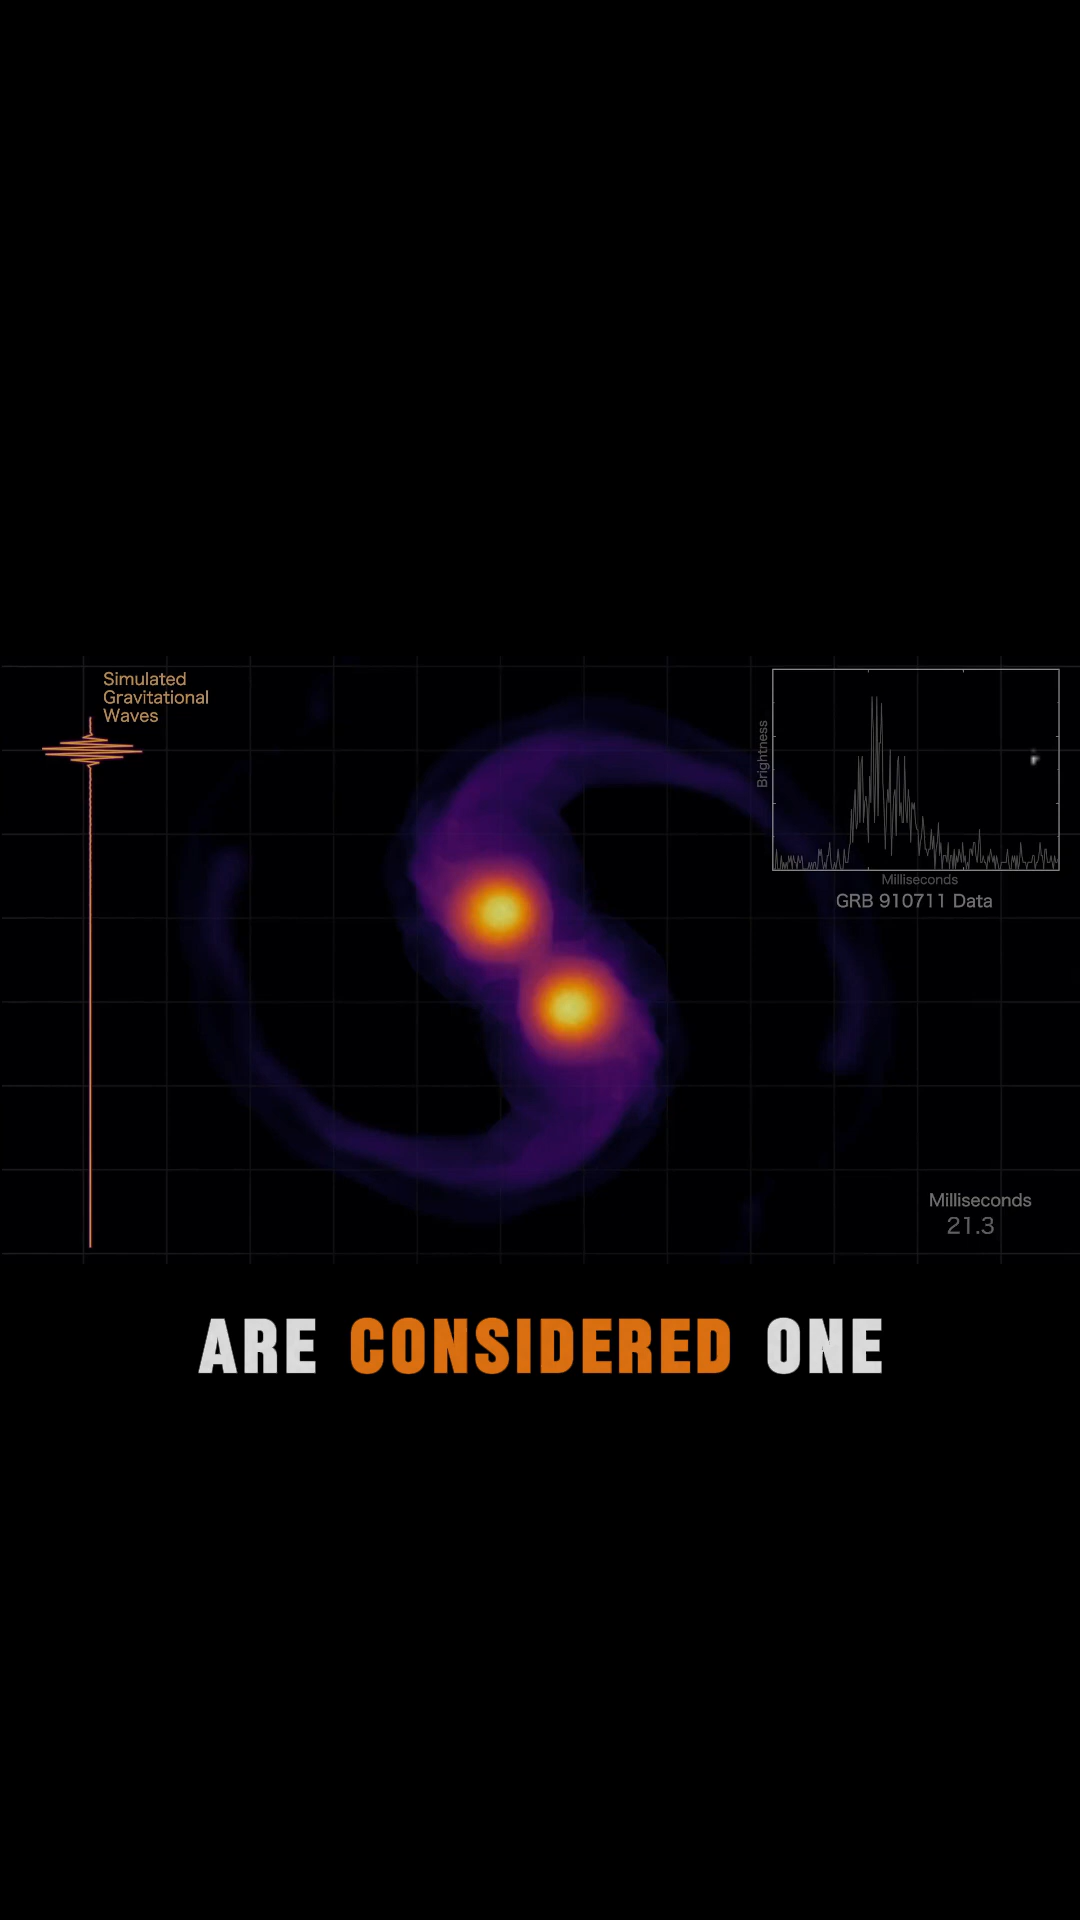 Simulated
Gravitational
Waves
Brightness
Milliseconds
GRB 910711 Data
Milliseconds
21.3
ARE CONSIDERED ONE